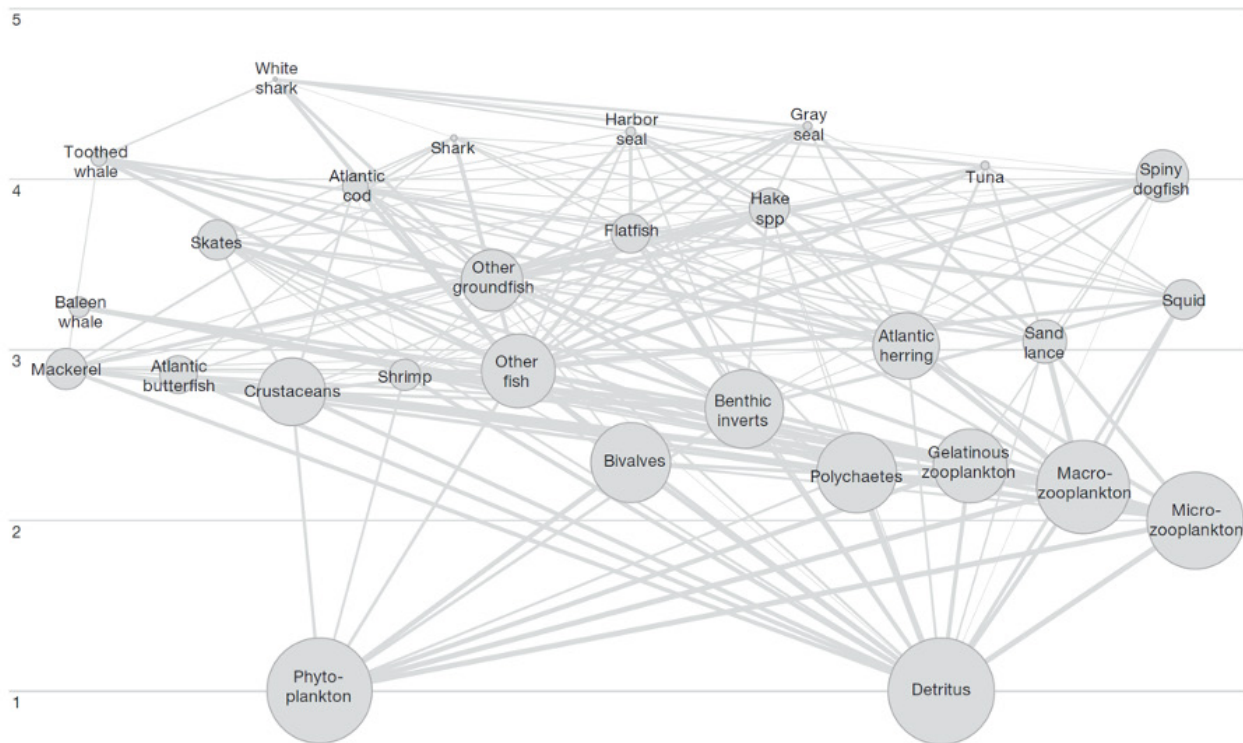 5
White
shark
Harbor
seal
Gray
seal
Shark
Toothed
whale
4
Atlantic
cod
Tuna
Spiny
dogfish
Hake
spp
Skates
Flatfish
Other
groundfish
Baleen
whale
Squid
3
Mackerel
Atlantic
butterfish
Crustaceans
Shrimp
Other
fish
Atlantic
herring
Sand
lance
Benthic
inverts
Bivalves
Polychaetes
Gelatinous
zooplankton
Macro-
zooplankton
2
Micro-
zooplankton
Phyto-
plankton
Detritus
1